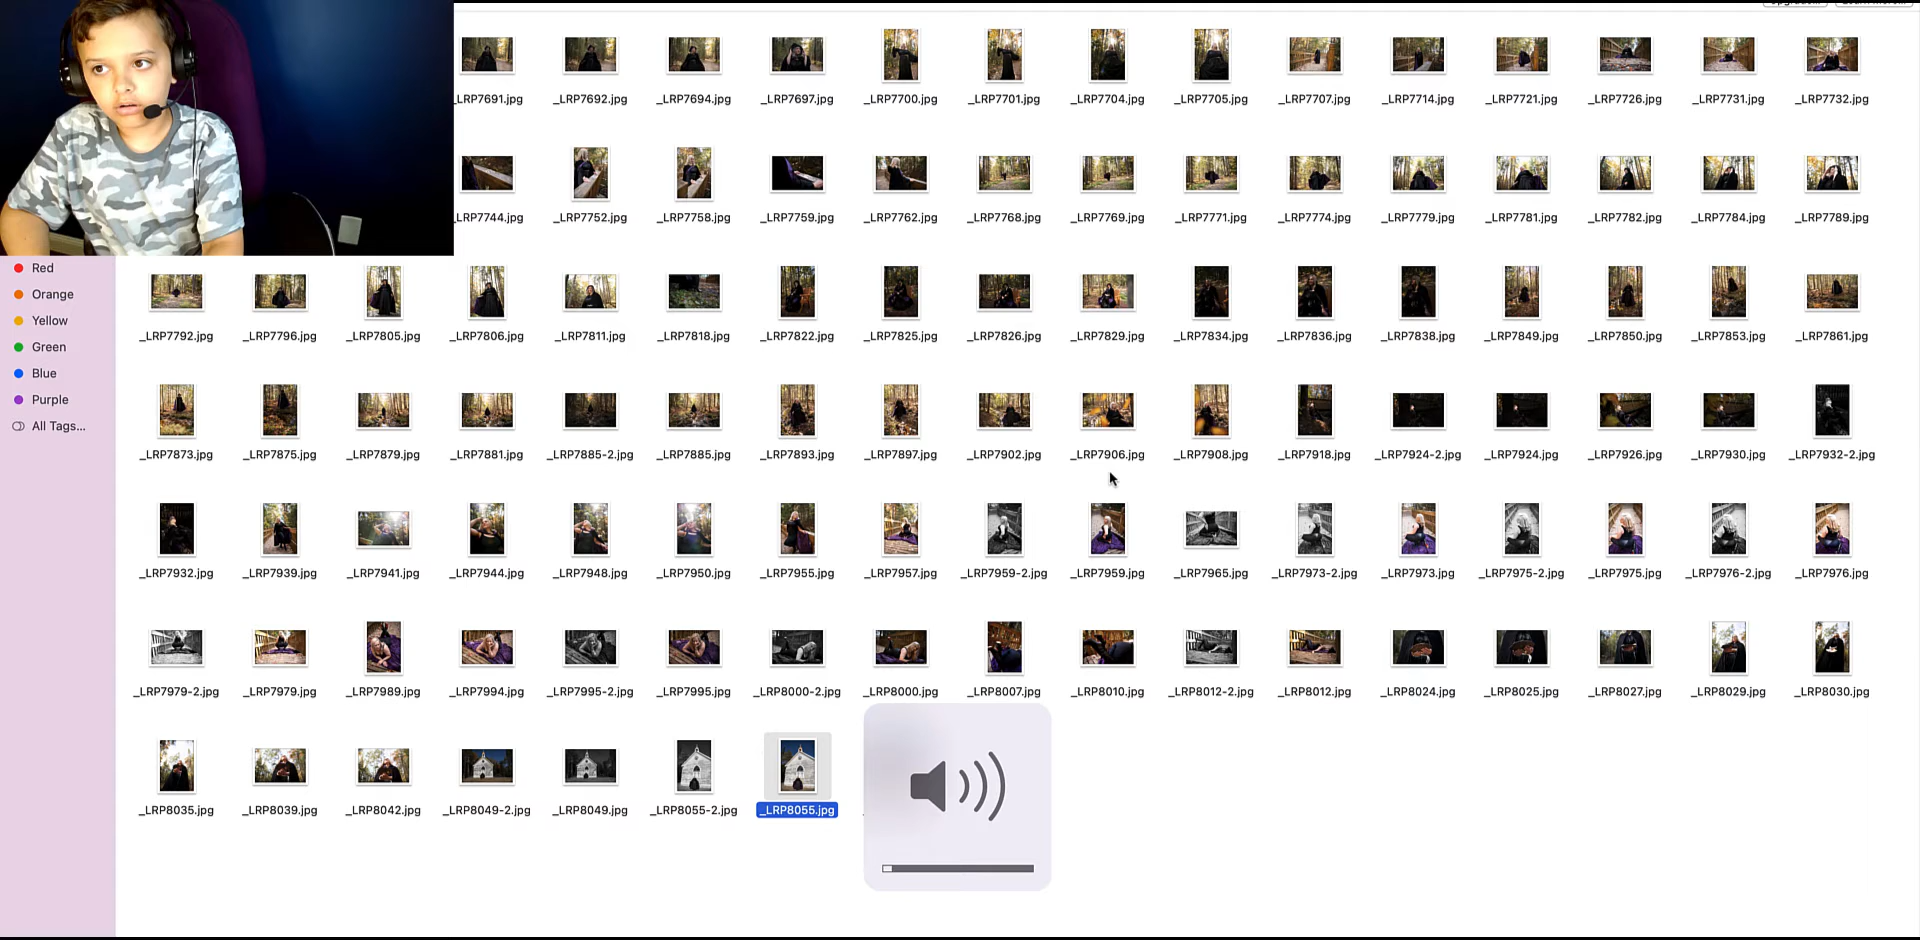 _LRP7691.jpg _LRP7692.jpg _LRP7694.jpg _LRP7697.jpg _LRP7700.jpg _LRP7701.jpg _LRP7704.jpg _LRP7705.jpg _LRP7707.jpg _LRP7714.jpg _LRP7721.jpg _LRP7726.jpg _LRP7731.jpg _LRP7732.jpg
_LRP7744.jpg _LRP7752.jpg _LRP7758.jpg _LRP7759.jpg _LRP7762.jpg _LRP7768.jpg _LRP7769.jpg _LRP7771.jpg _LRP7774.jpg _LRP7779.jpg _LRP7781.jpg _LRP7782.jpg _LRP7784.jpg _LRP7789.jpg
Red
Orange
Yellow
Green
Blue
Purple
All Tags...
_LRP7792.jpg _LRP7796.jpg _LRP7805.jpg _LRP7806.jpg _LRP7811.jpg _LRP7818.jpg _LRP7822.jpg _LRP7825.jpg _LRP7826.jpg _LRP7829.jpg _LRP7834.jpg _LRP7836.jpg _LRP7838.jpg _LRP7849.jpg _LRP7850.jpg _LRP7853.jpg _LRP7861.jpg
_LRP7873.jpg _LRP7875.jpg _LRP7879.jpg _LRP7881.jpg _LRP7885-2.jpg _LRP7885.jpg _LRP7893.jpg _LRP7897.jpg _LRP7902.jpg _LRP7906.jpg _LRP7908.jpg _LRP7918.jpg _LRP7924-2.jpg _LRP7924.jpg _LRP7926.jpg _LRP7930.jpg _LRP7932-2.jpg
_LRP7932.jpg _LRP7939.jpg _LRP7941.jpg _LRP7944.jpg _LRP7948.jpg _LRP7950.jpg _LRP7955.jpg _LRP7957.jpg _LRP7959-2.jpg _LRP7959.jpg _LRP7965.jpg _LRP7973-2.jpg _LRP7973.jpg _LRP7975-2.jpg _LRP7975.jpg _LRP7976-2.jpg _LRP7976.jpg
_LRP7979-2.jpg _LRP7979.jpg _LRP7989.jpg _LRP7994.jpg _LRP7995-2.jpg _LRP7995.jpg _LRP8000-2.jpg _LRP8000.jpg _LRP8007.jpg _LRP8010.jpg _LRP8012-2.jpg _LRP8012.jpg _LRP8024.jpg _LRP8025.jpg _LRP8027.jpg _LRP8029.jpg _LRP8030.jpg
_LRP8035.jpg _LRP8039.jpg _LRP8042.jpg _LRP8049-2.jpg _LRP8049.jpg _LRP8055-2.jpg _LRP8055.jpg